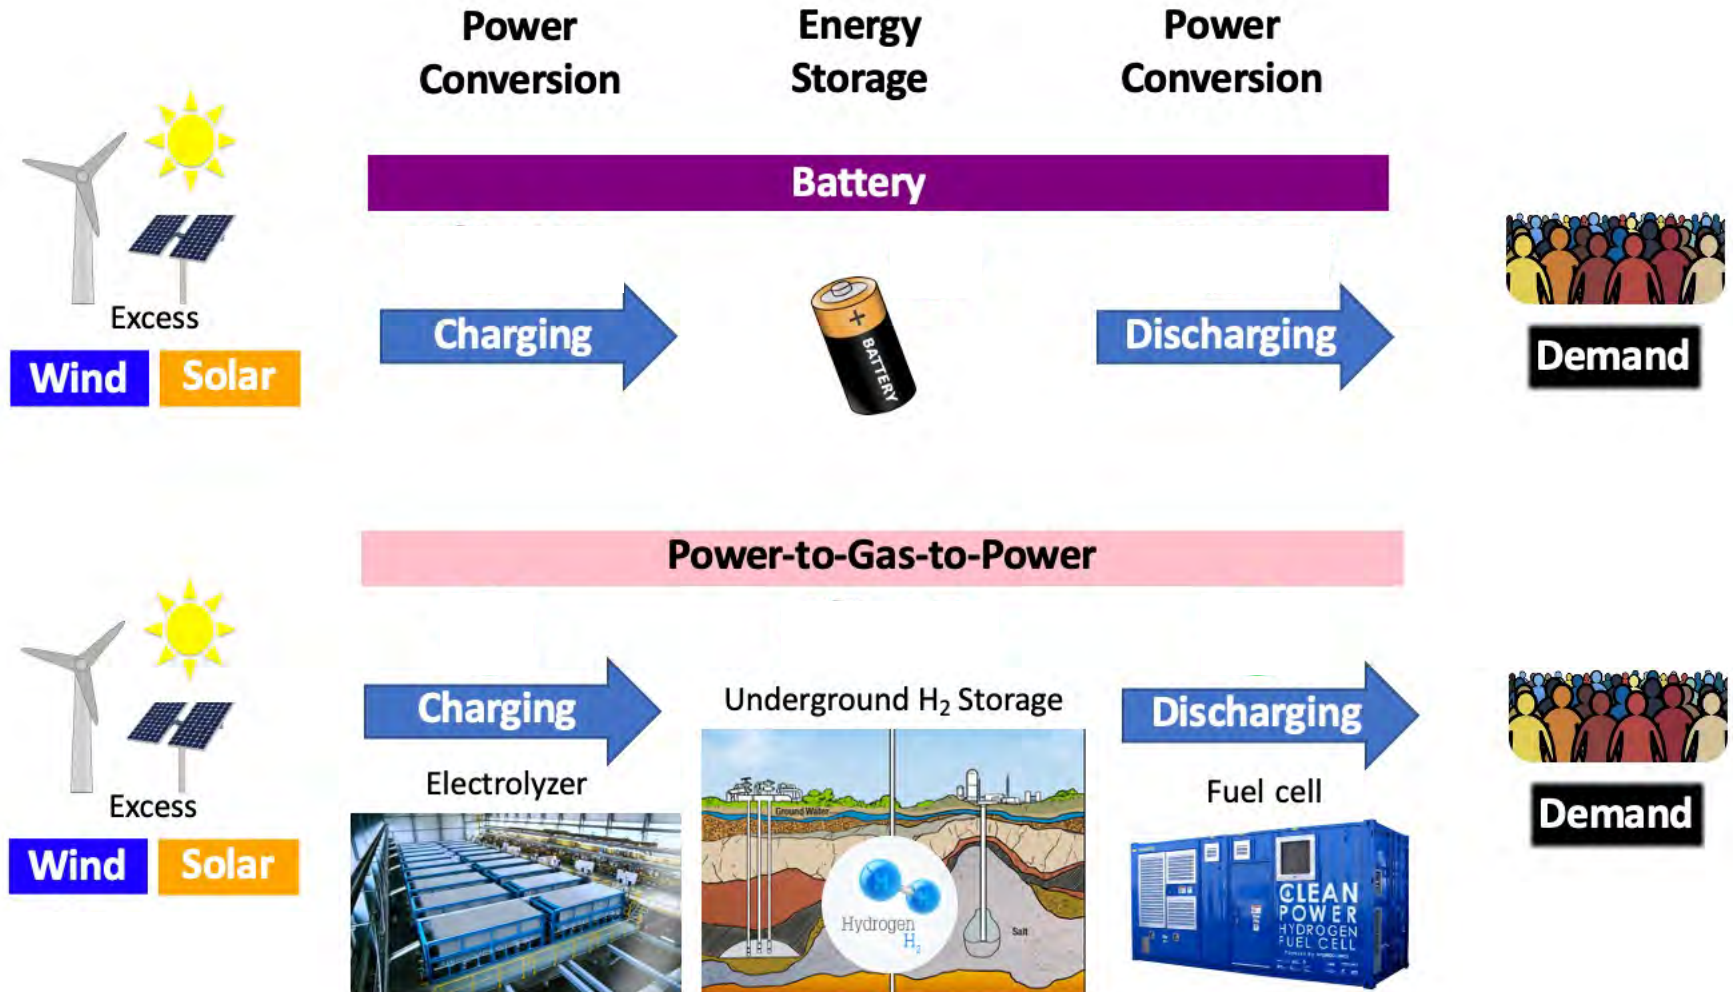 Power
Conversion
Energy
Storage
Power
Conversion
Battery
Excess
Wind
Solar
Charging
BATTERY
Discharging
Demand
Power-to-Gas-to-Power
Excess
Wind
Solar
Charging
Electrolyzer
Underground H₂ Storage
Ground Water
Salt
Hydrogen
H₂
Discharging
Fuel cell
CLEAN
POWER
HYDROGEN
FUEL CELL
Demand